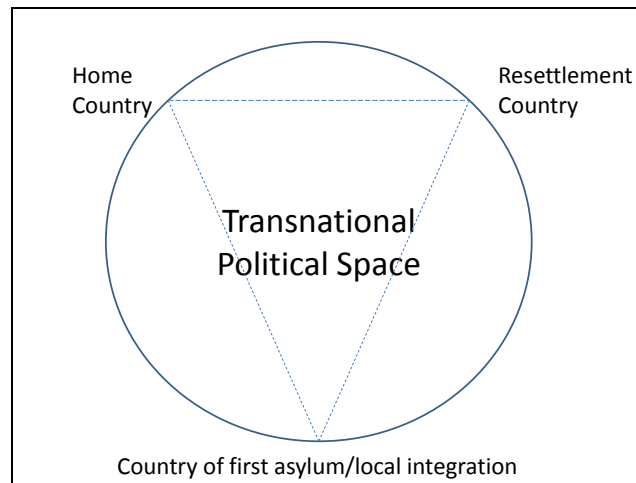 Home
Country
Resettlement
Country
Transnational
Political Space
Country of first asylum/local integration